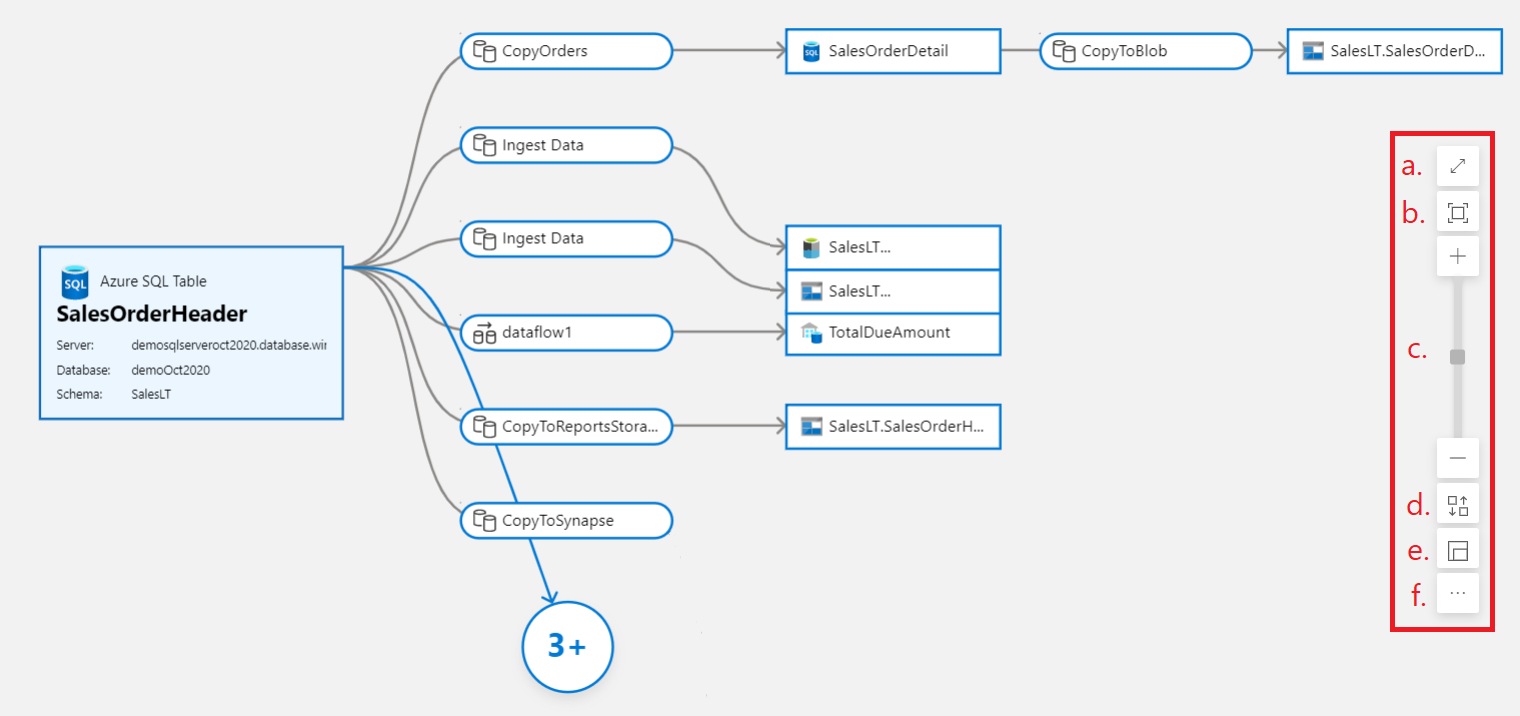 CopyOrders
SQL SalesOrderDetail
CopyToBlob
SalesLT.SalesOrderD...
Ingest Data
Ingest Data
SalesLT...
SalesLT...
SQL Azure SQL Table
SalesOrderHeader
Server: demosqlserveroct2020.database.wir
Database: demoOct2020
Schema: SalesLT
dataflow1
TotalDueAmount
CopyToReportsStora...
SalesLT.SalesOrderH...
CopyToSynapse
3+
a.
b.
c.
d.
e.
f.